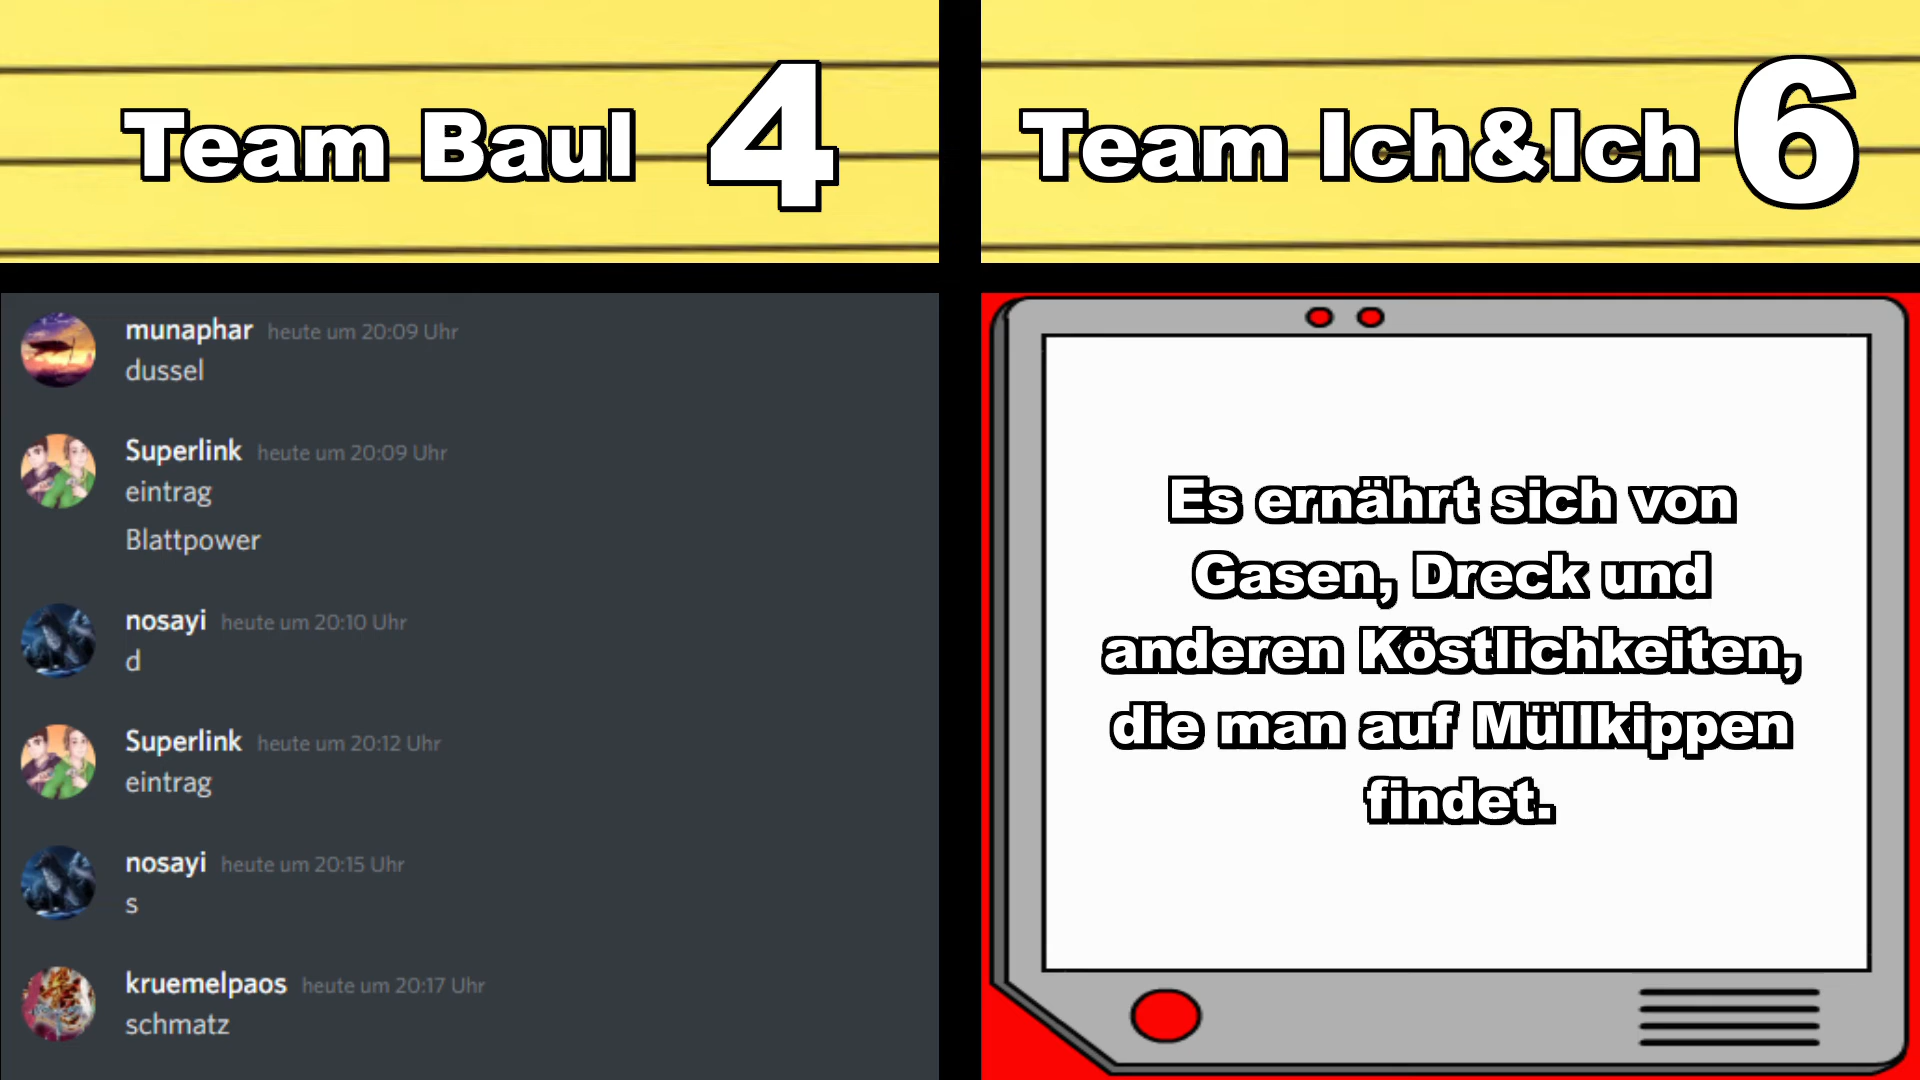 Team Baul 4
Team Ich&Ich 6
munaphar heute um 20:09 Uhr
dussel
Superlink heute um 20:09 Uhr
eintrag
Blattpower
nosayi heute um 20:10 Uhr
d
Superlink heute um 20:12 Uhr
eintrag
nosayi heute um 20:15 Uhr
s
kruemelpaos heute um 20:17 Uhr
schmatz
Es ernährt sich von
Gasen, Dreck und
anderen Köstlichkeiten,
die man auf Müllkippen
findet.